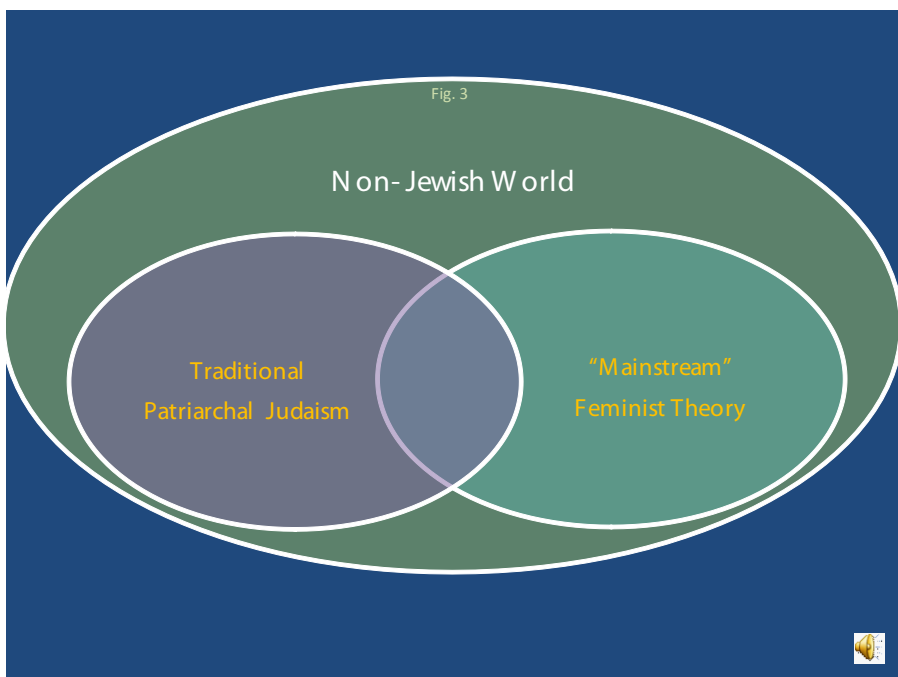 Fig. 3
Non-Jewish World
Traditional
Patriarchal Judaism
“Mainstream”
Feminist Theory